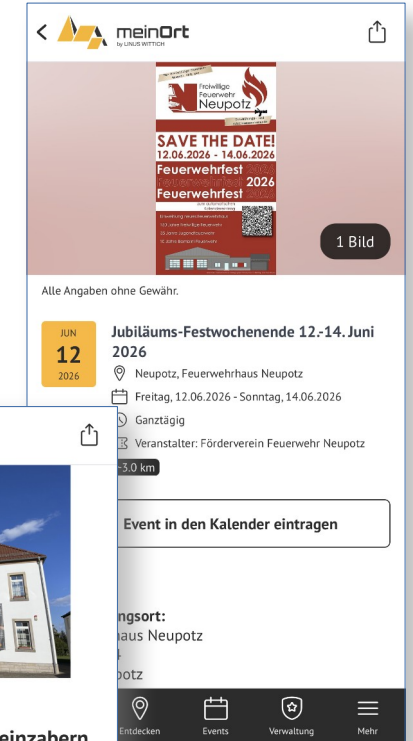 meinOrt
by LINUS WITTICH
Freiwillige
Feuerwehr
Neupotz
SAVE THE DATE!
12.06.2026 - 14.06.2026
Feuerwehrfest
2026
Feuerwehrfest
1 Bild
Alle Angaben ohne Gewähr.
JUN
12
2026
Jubiläums-Festwochenende 12.-14. Juni
2026
Neupotz, Feuerwehrhaus Neupotz
Freitag, 12.06.2026 - Sonntag, 14.06.2026
Ganztägig
Veranstalter: Förderverein Feuerwehr Neupotz
3.0 km
Event in den Kalender eintragen
ngsort:
haus Neupotz
potz
einzabern
Entdecken
Events
Verwaltung
Mehr